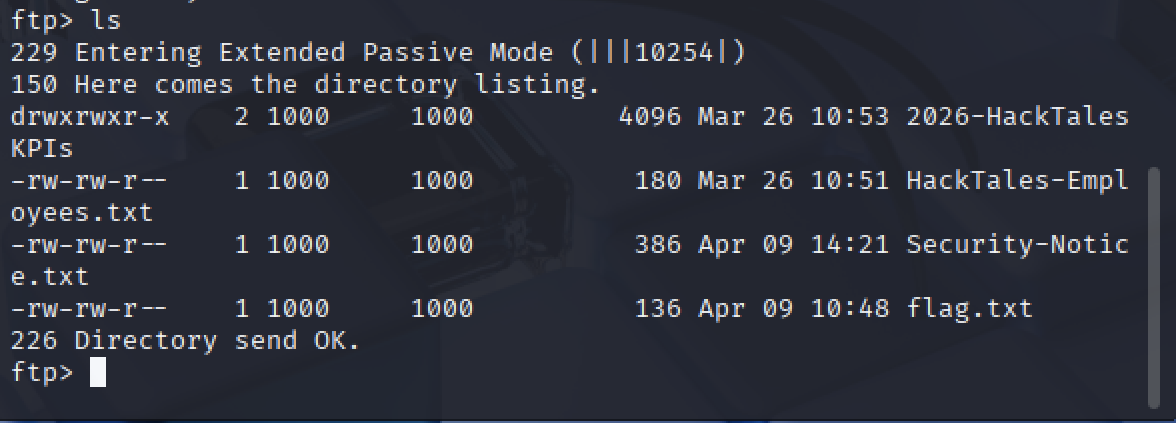 ftp> ls
229 Entering Extended Passive Mode (|||10254|)
150 Here comes the directory listing.
drwxrwxr-x    2 1000     1000         4096 Mar 26 10:53 2026-HackTales
KPIs
-rw-rw-r--    1 1000     1000          180 Mar 26 10:51 HackTales-Empl
oyees.txt
-rw-rw-r--    1 1000     1000          386 Apr 09 14:21 Security-Notic
e.txt
-rw-rw-r--    1 1000     1000          136 Apr 09 10:48 flag.txt
226 Directory send OK.
ftp>